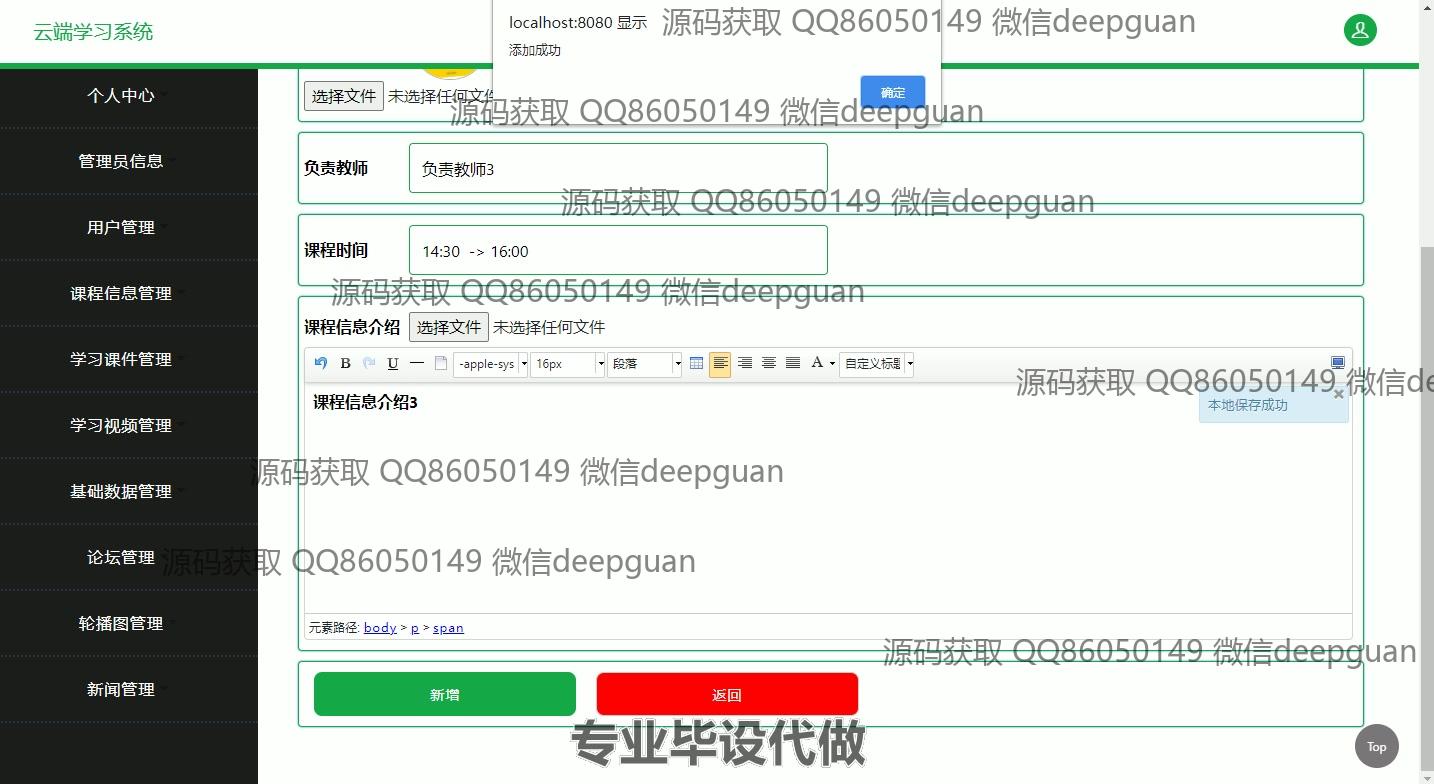 云端学习系统
localhost:8080 显示
添加成功
确定
源码获取 QQ86050149 微信deepguan
个人中心
管理员信息
用户管理
课程信息管理
学习课件管理
学习视频管理
基础数据管理
论坛管理
轮播图管理
新闻管理
选择文件 未选择任何文件
源码获取 QQ86050149 微信deepguan
负责教师 负责教师3
源码获取 QQ86050149 微信deepguan
课程时间 14:30 -> 16:00
源码获取 QQ86050149 微信deepguan
课程信息介绍 选择文件 未选择任何文件
B U -apple-sys 16px 段落 A 自定义标题
源码获取 QQ86050149 微信de
课程信息介绍3
本地保存成功
源码获取 QQ86050149 微信deepguan
源码获取 QQ86050149 微信deepguan
元素路径: body > p > span
源码获取 QQ86050149 微信deepguan
新增 返回
专业毕设代做
Top